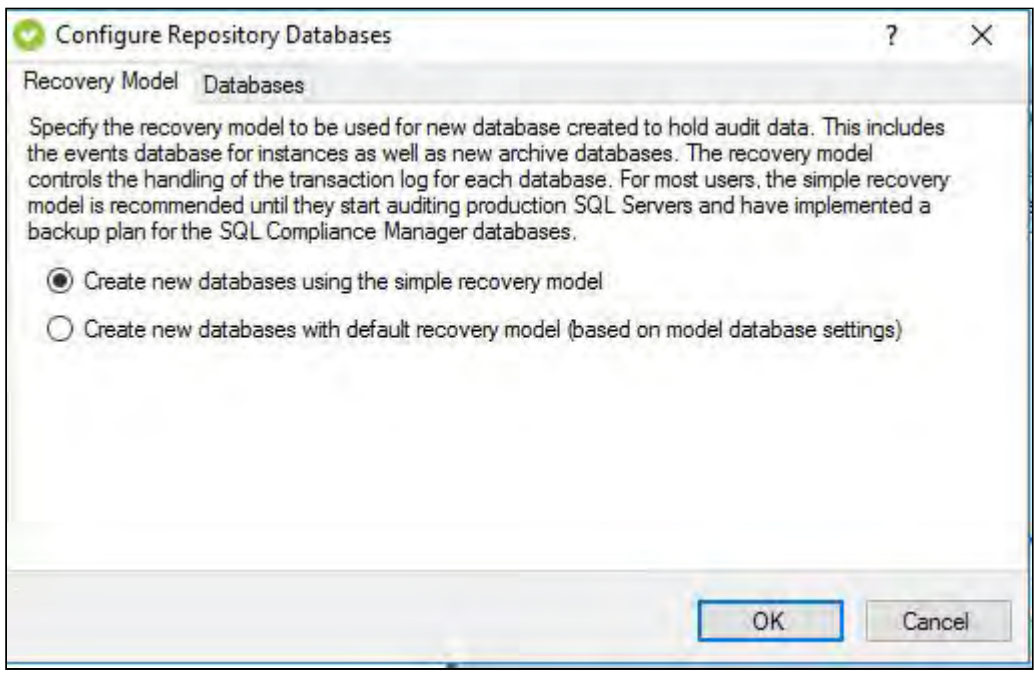 Configure Repository Databases
?
Recovery Model
Databases
Specify the recovery model to be used for new database created to hold audit data. This includes
the events database for instances as well as new archive databases. The recovery model
controls the handling of the transaction log for each database. For most users, the simple recovery
model is recommended until they start auditing production SQL Servers and have implemented a
backup plan for the SQL Compliance Manager databases.
Create new databases using the simple recovery model
Create new databases with default recovery model (based on model database settings)
OK
Cancel